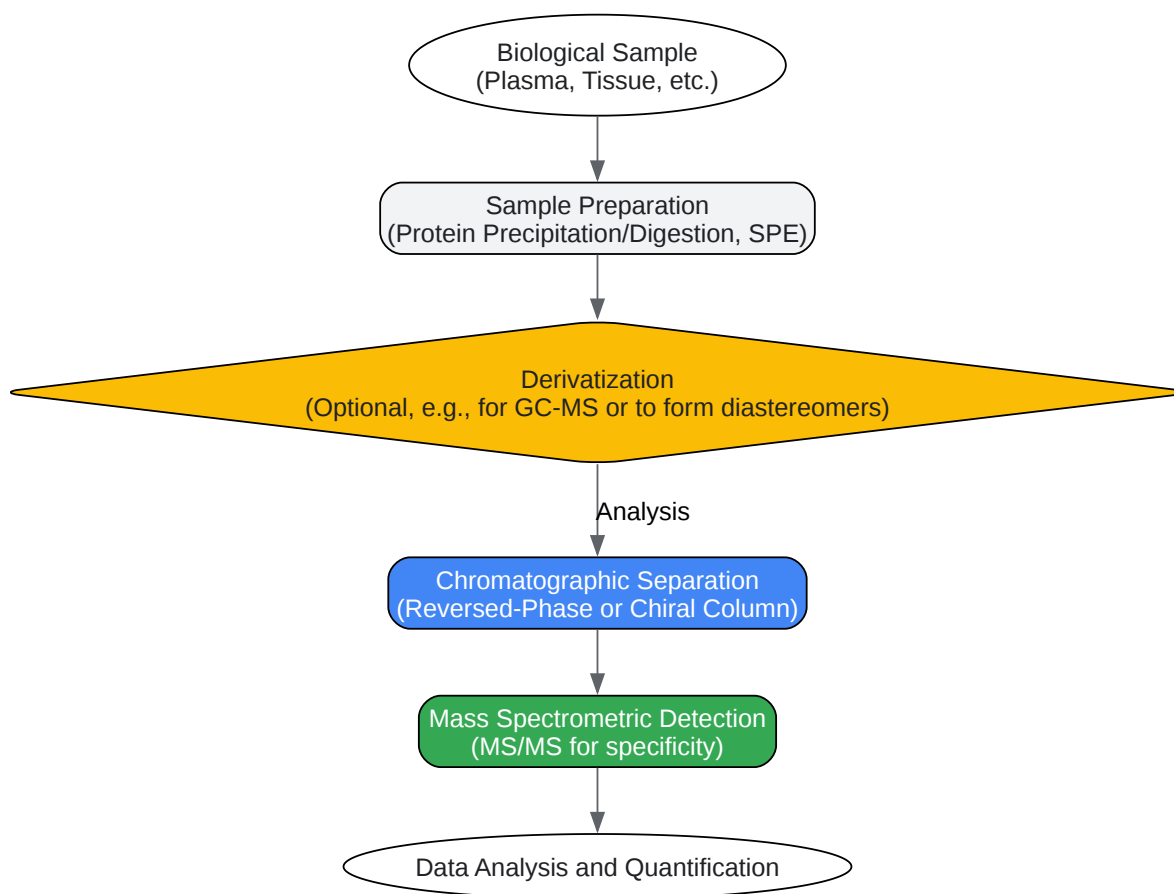 Biological Sample
(Plasma, Tissue, etc.)
Sample Preparation
(Protein Precipitation/Digestion, SPE)
Derivatization
(Optional, e.g., for GC-MS or to form diastereomers)
Analysis
Chromatographic Separation
(Reversed-Phase or Chiral Column)
Mass Spectrometric Detection
(MS/MS for specificity)
Data Analysis and Quantification